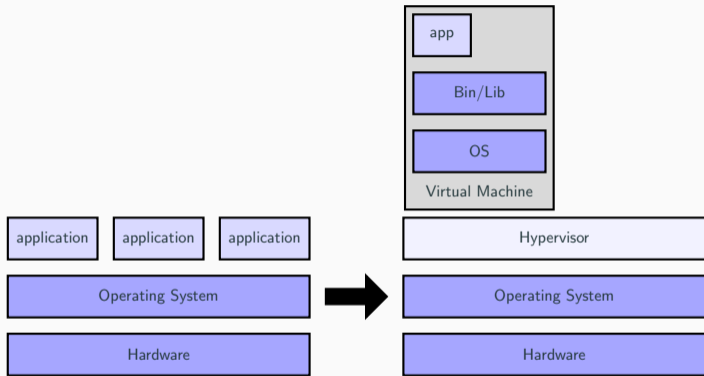 app
Bin/Lib
OS
Virtual Machine
application application application
Operating System
Hardware
Hypervisor
Operating System
Hardware